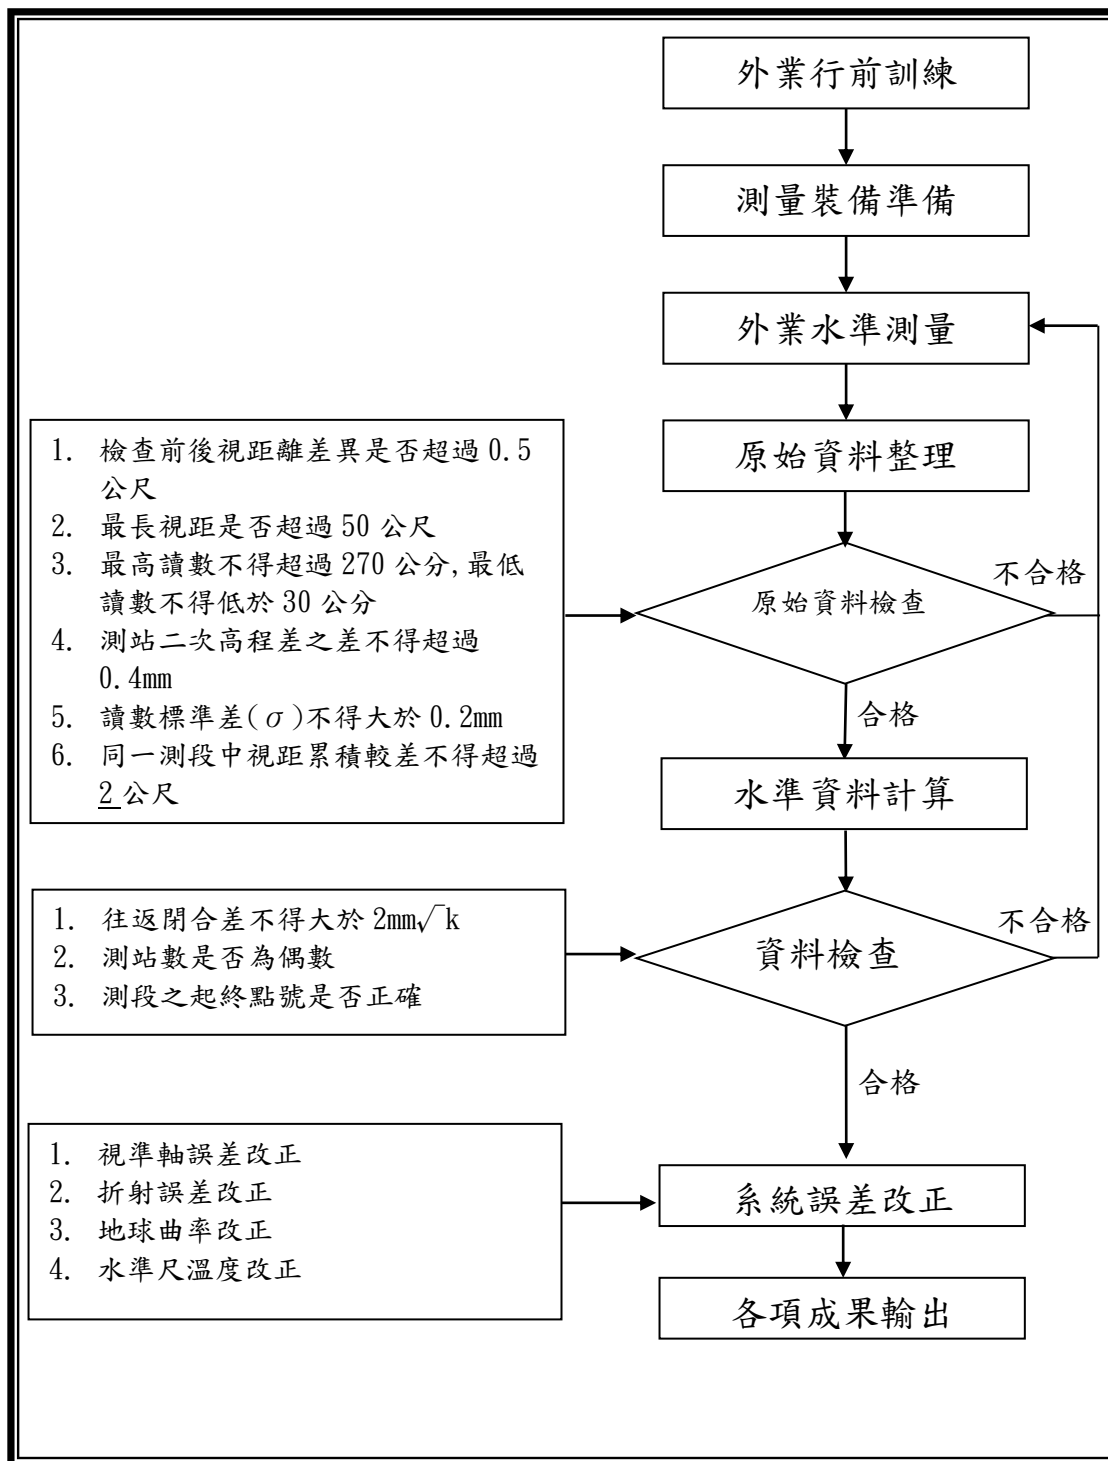 外業行前訓練
測量裝備準備
外業水準測量
原始資料整理
1. 檢查前後視距離差異是否超過 0.5
公尺
2. 最長視距是否超過 50 公尺
3. 最高讀數不得超過 270 公分,最低
讀數不得低於 30 公分
4. 測站二次高程差之差不得超過
0.4mm
5. 讀數標準差(σ)不得大於 0.2mm
6. 同一測段中視距累積較差不得超過
2 公尺
原始資料檢查
不合格
合格
水準資料計算
1. 往返閉合差不得大於 2mm√k
2. 測站數是否為偶數
3. 測段之起終點號是否正確
資料檢查
不合格
合格
1. 視準軸誤差改正
2. 折射誤差改正
3. 地球曲率改正
4. 水準尺溫度改正
系統誤差改正
各項成果輸出